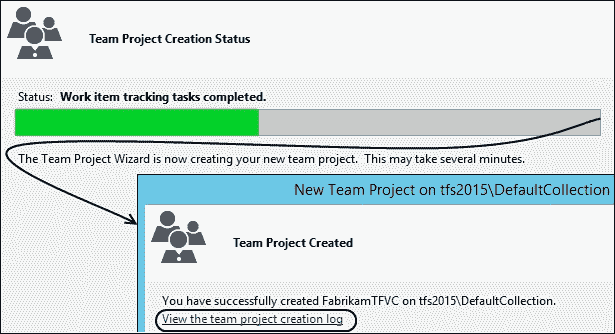 Team Project Creation Status
Status: Work item tracking tasks completed.
The Team Project Wizard is now creating your new team project. This may take several minutes.
New Team Project on tfs2015\DefaultCollection
Team Project Created
You have successfully created FabrikamTFVC on tfs2015\DefaultCollection.
View the team project creation log